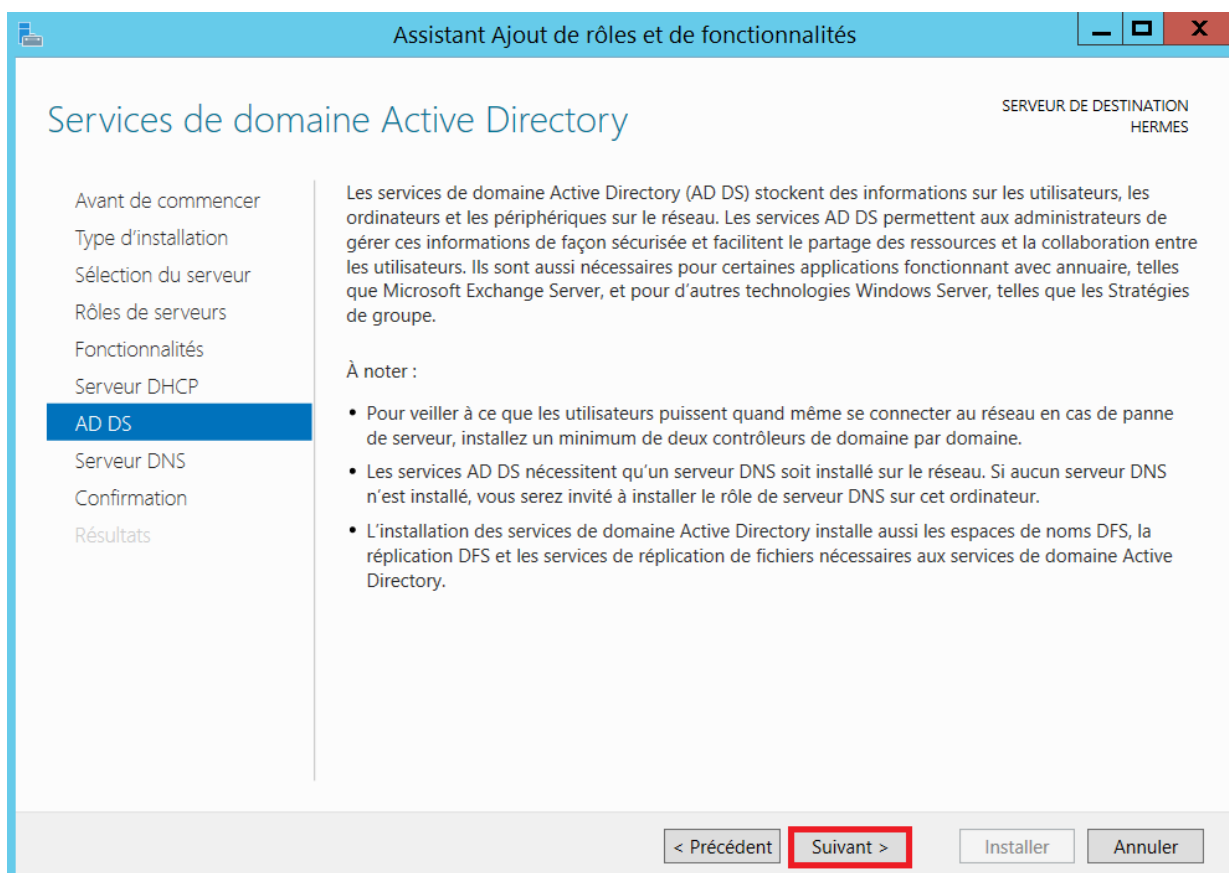 Assistant Ajout de rôles et de fonctionnalités
Services de domaine Active Directory
SERVEUR DE DESTINATION
HERMES
Avant de commencer
Type d’installation
Sélection du serveur
Rôles de serveurs
Fonctionnalités
Serveur DHCP
AD DS
Serveur DNS
Confirmation
Résultats
Les services de domaine Active Directory (AD DS) stockent des informations sur les utilisateurs, les
ordinateurs et les périphériques sur le réseau. Les services AD DS permettent aux administrateurs de
gérer ces informations de façon sécurisée et facilitent le partage des ressources et la collaboration entre
les utilisateurs. Ils sont aussi nécessaires pour certaines applications fonctionnant avec annuaire, telles
que Microsoft Exchange Server, et pour d’autres technologies Windows Server, telles que les Stratégies
de groupe.
À noter :
• Pour veiller à ce que les utilisateurs puissent quand même se connecter au réseau en cas de panne
de serveur, installez un minimum de deux contrôleurs de domaine par domaine.
• Les services AD DS nécessitent qu’un serveur DNS soit installé sur le réseau. Si aucun serveur DNS
n’est installé, vous serez invité à installer le rôle de serveur DNS sur cet ordinateur.
• L’installation des services de domaine Active Directory installe aussi les espaces de noms DFS, la
réplication DFS et les services de réplication de fichiers nécessaires aux services de domaine Active
Directory.
< Précédent
Suivant >
Installer
Annuler